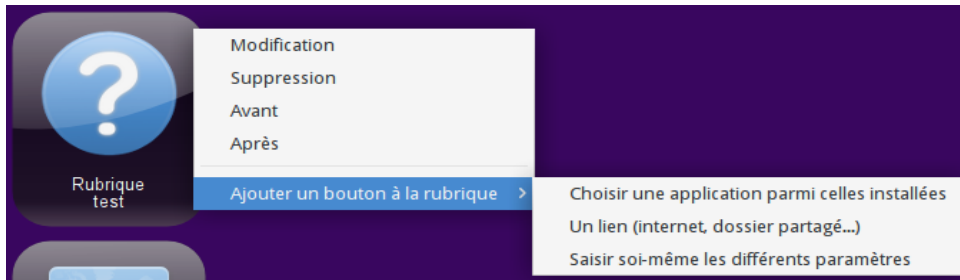 Modification
Suppression
Avant
Après
Rubrique
test
Ajouter un bouton à la rubrique
Choisir une application parmi celles installées
Un lien (internet, dossier partagé...)
Saisir soi-même les différents paramètres